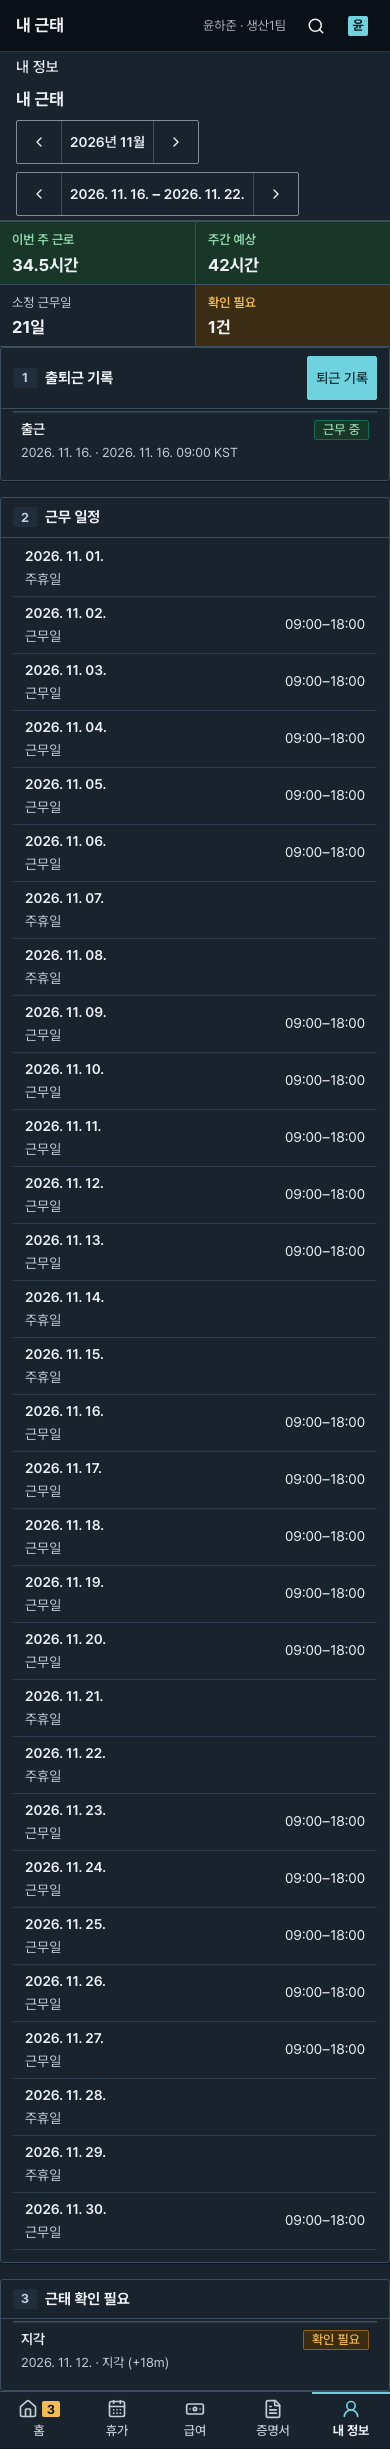 내 근태
윤하준 · 생산1팀
윤
내 정보
내 근태
2026년 11월
2026. 11. 16. – 2026. 11. 22.
이번 주 근로
34.5시간
주간 예상
42시간
소정 근무일
21일
확인 필요
1건
1 출퇴근 기록
퇴근 기록
출근
근무 중
2026. 11. 16. · 2026. 11. 16. 09:00 KST
2 근무 일정
2026. 11. 01.
주휴일
2026. 11. 02.
근무일
09:00–18:00
2026. 11. 03.
근무일
09:00–18:00
2026. 11. 04.
근무일
09:00–18:00
2026. 11. 05.
근무일
09:00–18:00
2026. 11. 06.
근무일
09:00–18:00
2026. 11. 07.
주휴일
2026. 11. 08.
주휴일
2026. 11. 09.
근무일
09:00–18:00
2026. 11. 10.
근무일
09:00–18:00
2026. 11. 11.
근무일
09:00–18:00
2026. 11. 12.
근무일
09:00–18:00
2026. 11. 13.
근무일
09:00–18:00
2026. 11. 14.
주휴일
2026. 11. 15.
주휴일
2026. 11. 16.
근무일
09:00–18:00
2026. 11. 17.
근무일
09:00–18:00
2026. 11. 18.
근무일
09:00–18:00
2026. 11. 19.
근무일
09:00–18:00
2026. 11. 20.
근무일
09:00–18:00
2026. 11. 21.
주휴일
2026. 11. 22.
주휴일
2026. 11. 23.
근무일
09:00–18:00
2026. 11. 24.
근무일
09:00–18:00
2026. 11. 25.
근무일
09:00–18:00
2026. 11. 26.
근무일
09:00–18:00
2026. 11. 27.
근무일
09:00–18:00
2026. 11. 28.
주휴일
2026. 11. 29.
주휴일
2026. 11. 30.
근무일
09:00–18:00
3 근태 확인 필요
지각
확인 필요
2026. 11. 12. · 지각 (+18m)
3
홈
휴가
급여
증명서
내 정보